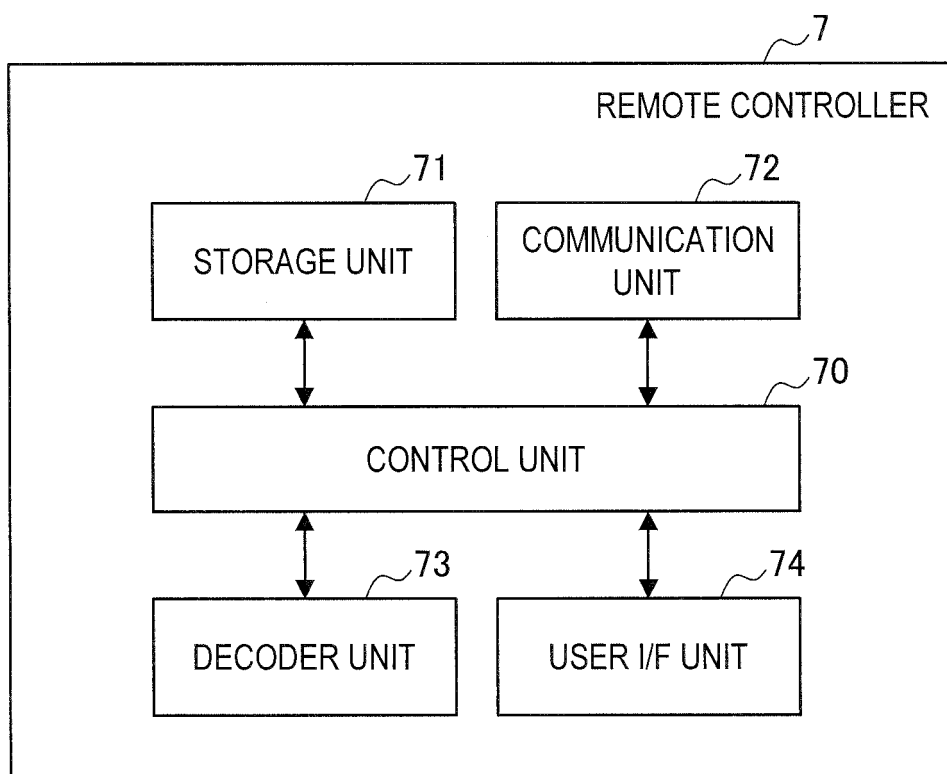 7
REMOTE CONTROLLER
71
72
STORAGE UNIT
COMMUNICATION
UNIT
70
CONTROL UNIT
73
74
DECODER UNIT
USER I/F UNIT